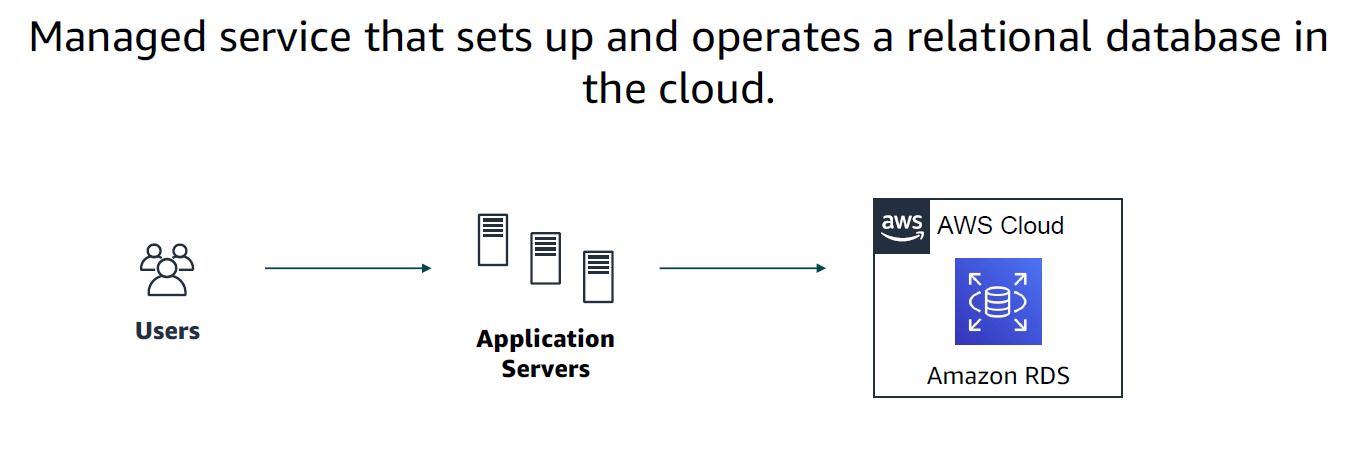 Managed service that sets up and operates a relational database in
the cloud.
aws
AWS Cloud
Users
Application
Servers
Amazon RDS